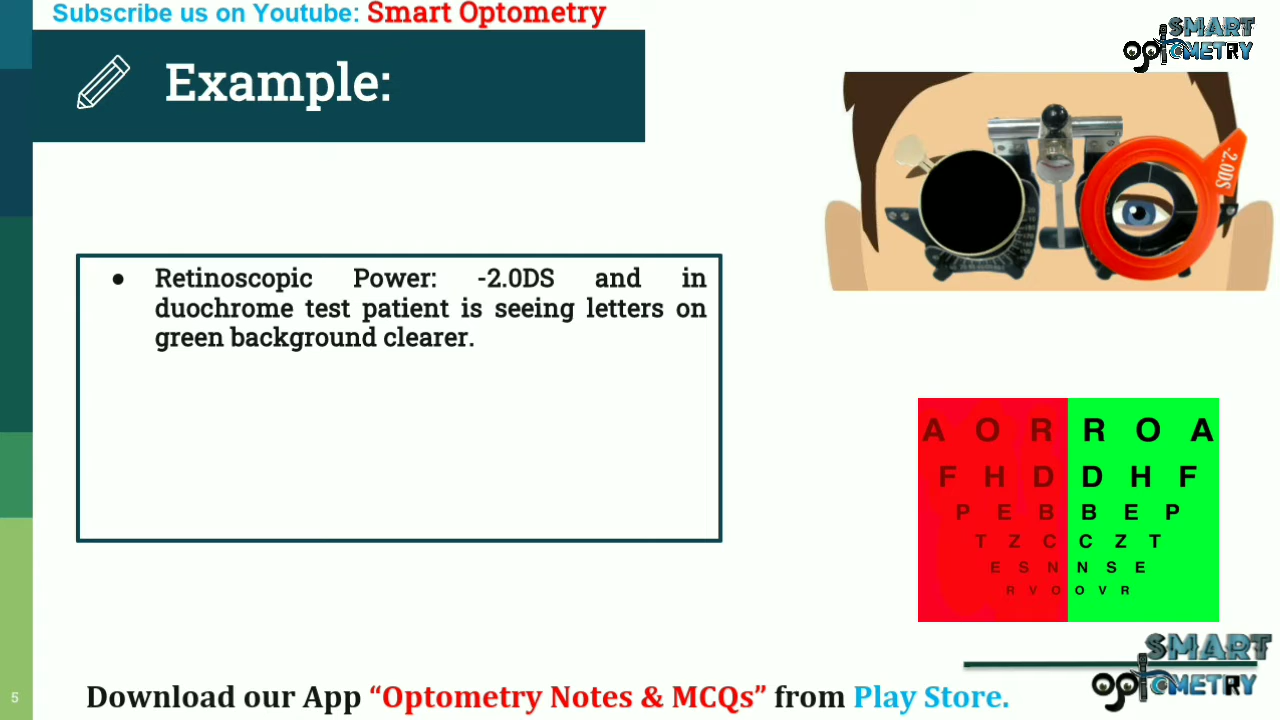 Subscribe us on Youtube: Smart Optometry
SMART
OPTOMETRY
Example:
-2.0DS
● Retinoscopic Power: -2.0DS and in
duochrome test patient is seeing letters on
green background clearer.
A O R R O A
F H D D H F
P E B B E P
T Z C C Z T
E S N N S E
R V O O V R
SMART
OPTOMETRY
5
Download our App “Optometry Notes & MCQs” from Play Store.